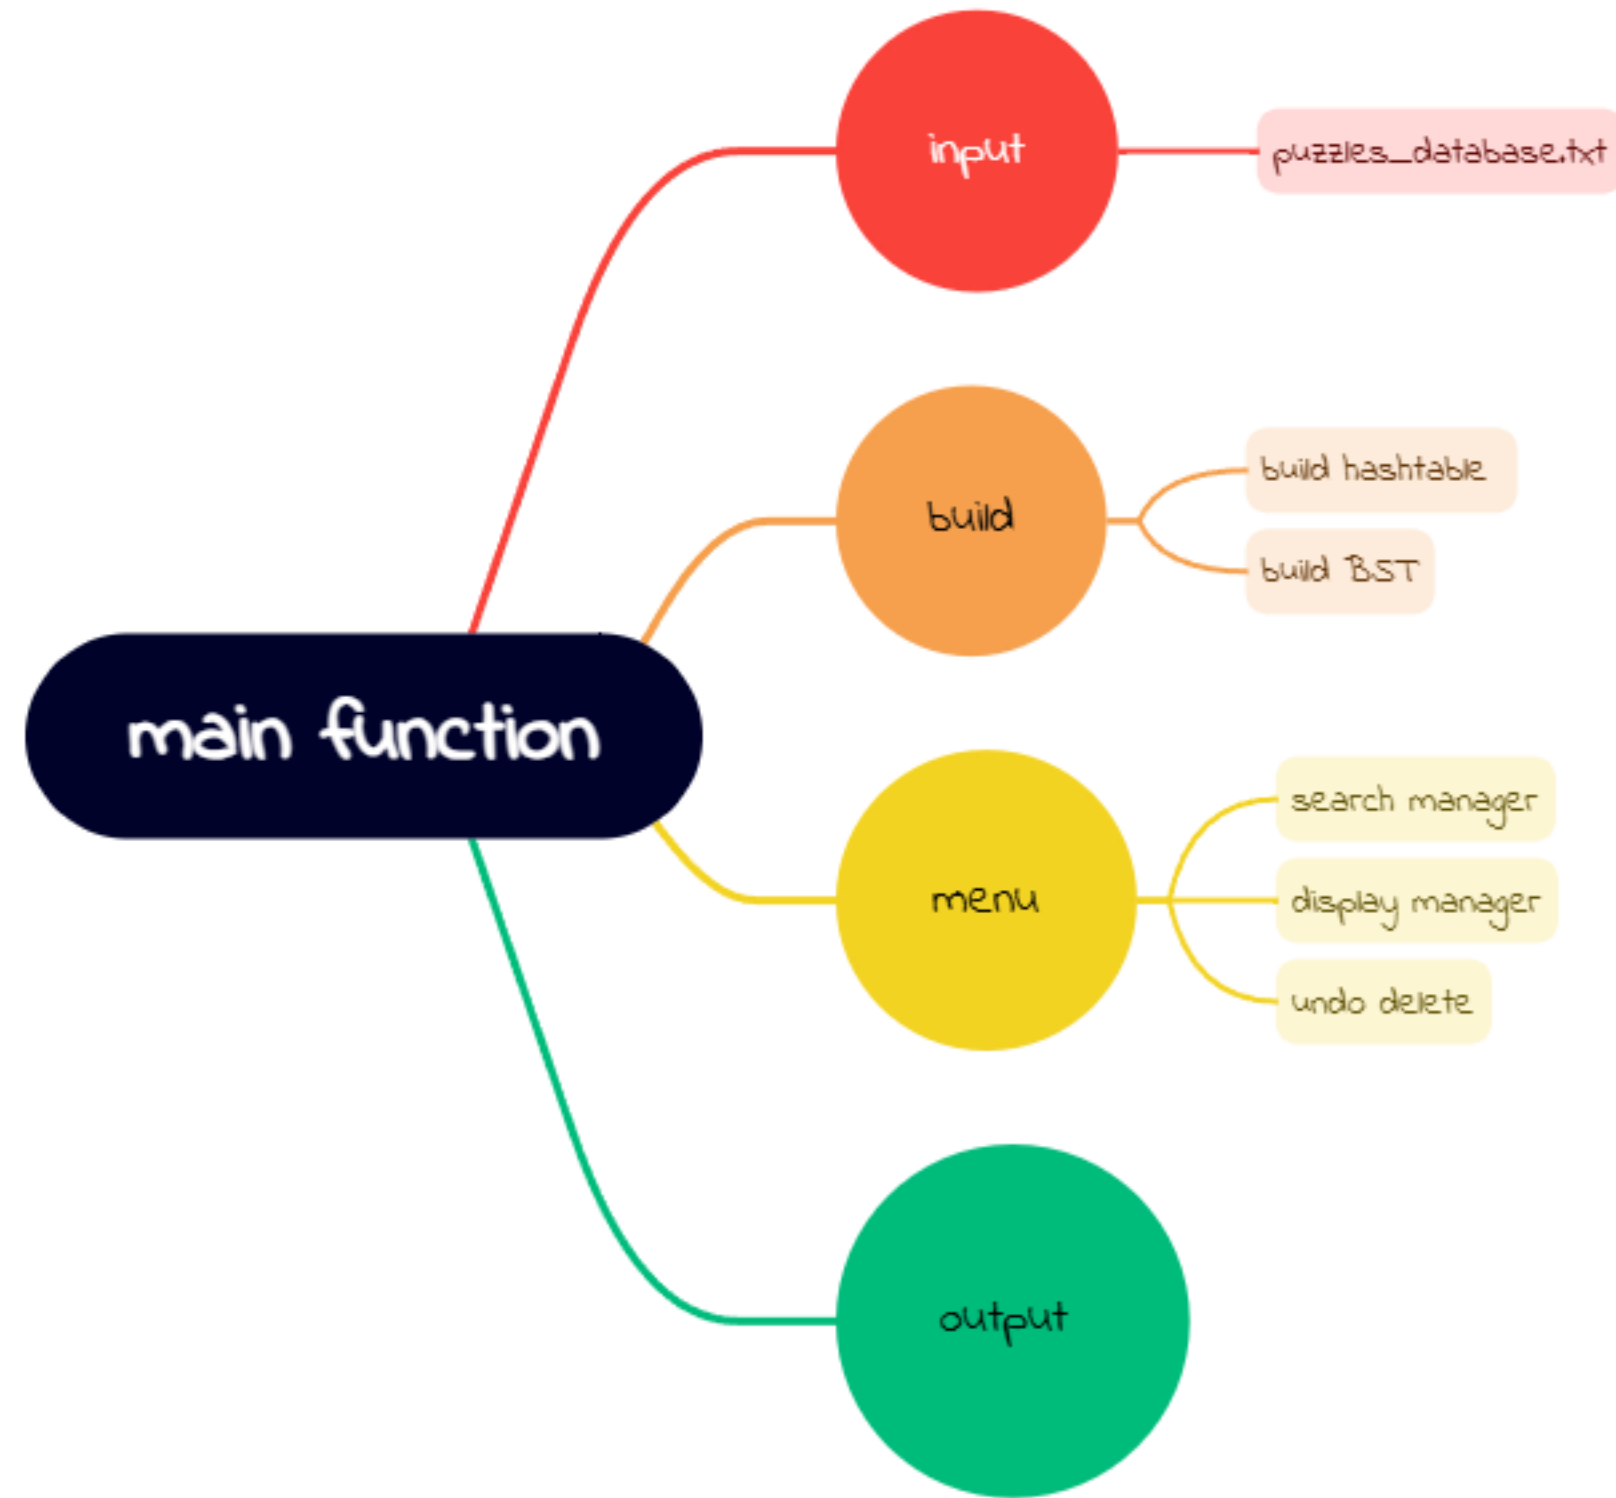 main function
input
puzzles_database.txt
build
build hashtable
build BST
menu
search manager
display manager
undo delete
output